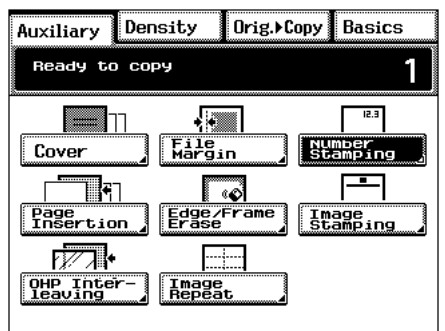 Auxiliary Density Orig.▶Copy Basics
Ready to copy 1
12.3
Cover
File
Margin
Number
Stamping
Page
Insertion
Edge/Frame
Erase
Image
Stamping
OHP Inter-
leaving
Image
Repeat